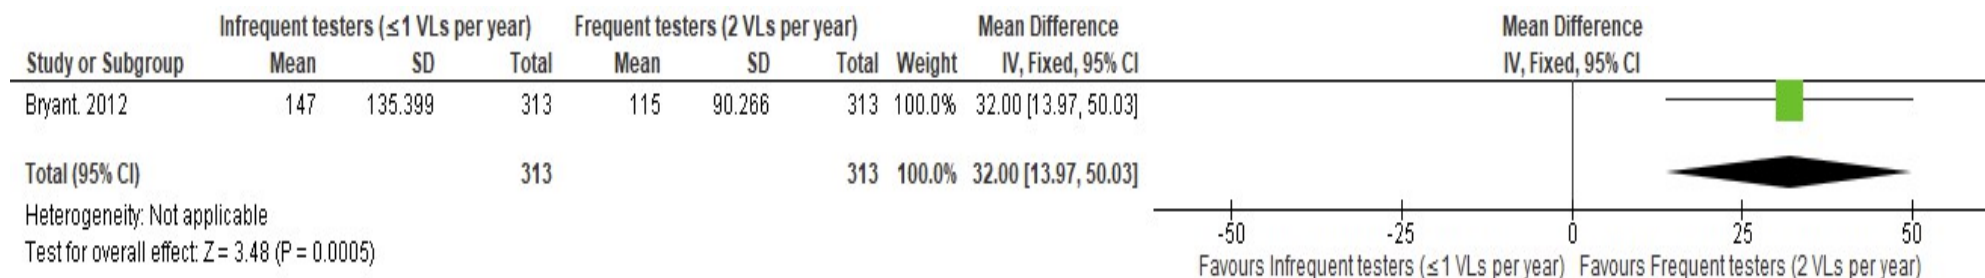 Infrequent testers (≤1 VLs per year) Frequent testers (2 VLs per year) Mean Difference Mean Difference
Study or Subgroup Mean SD Total Mean SD Total Weight IV, Fixed, 95% CI IV, Fixed, 95% CI
Bryant. 2012 147 135.399 313 115 90.266 313 100.0% 32.00 [13.97, 50.03]
Total (95% CI) 313 313 100.0% 32.00 [13.97, 50.03]
Heterogeneity: Not applicable
Test for overall effect: Z = 3.48 (P = 0.0005)
-50 -25 0 25 50
Favours Infrequent testers (≤1 VLs per year) Favours Frequent testers (2 VLs per year)